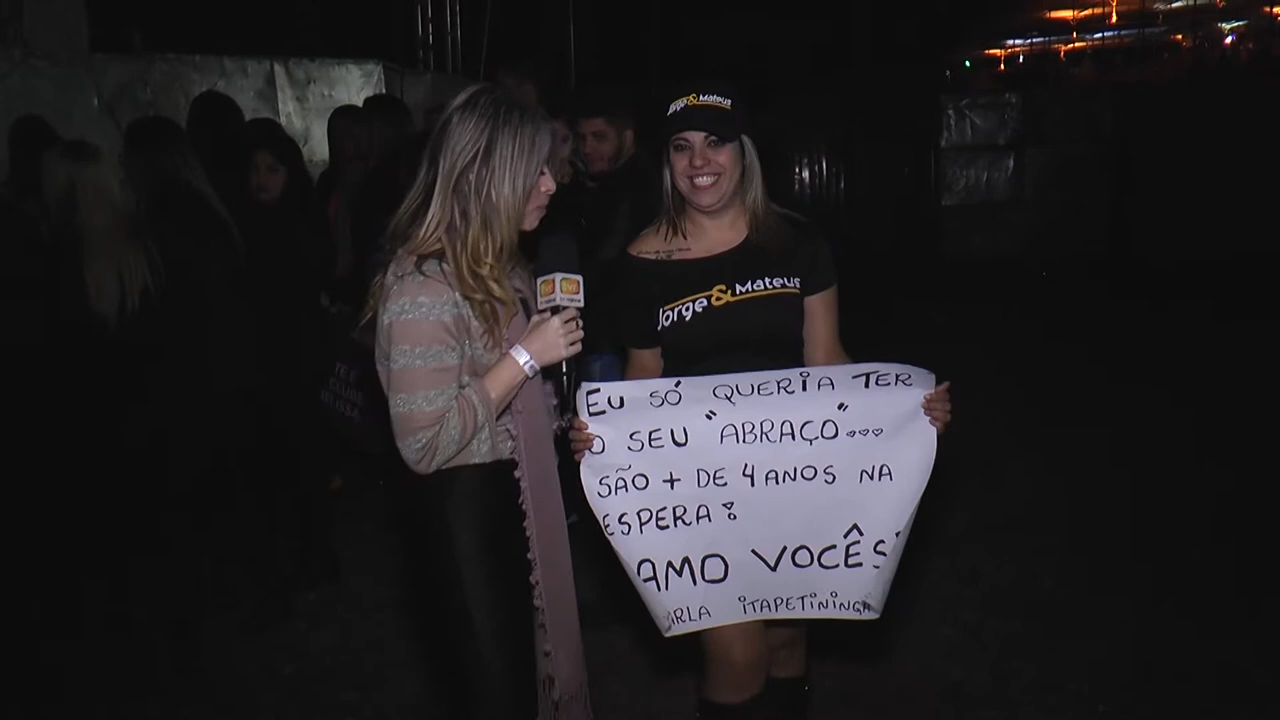 Jorge & Mateus
Jorge & Mateus
EU SÓ QUERIA TER
O SEU "ABRAÇO"...
SÃO + DE 4 ANOS NA
ESPERA!
AMO VOCÊS
ITAPETININGA